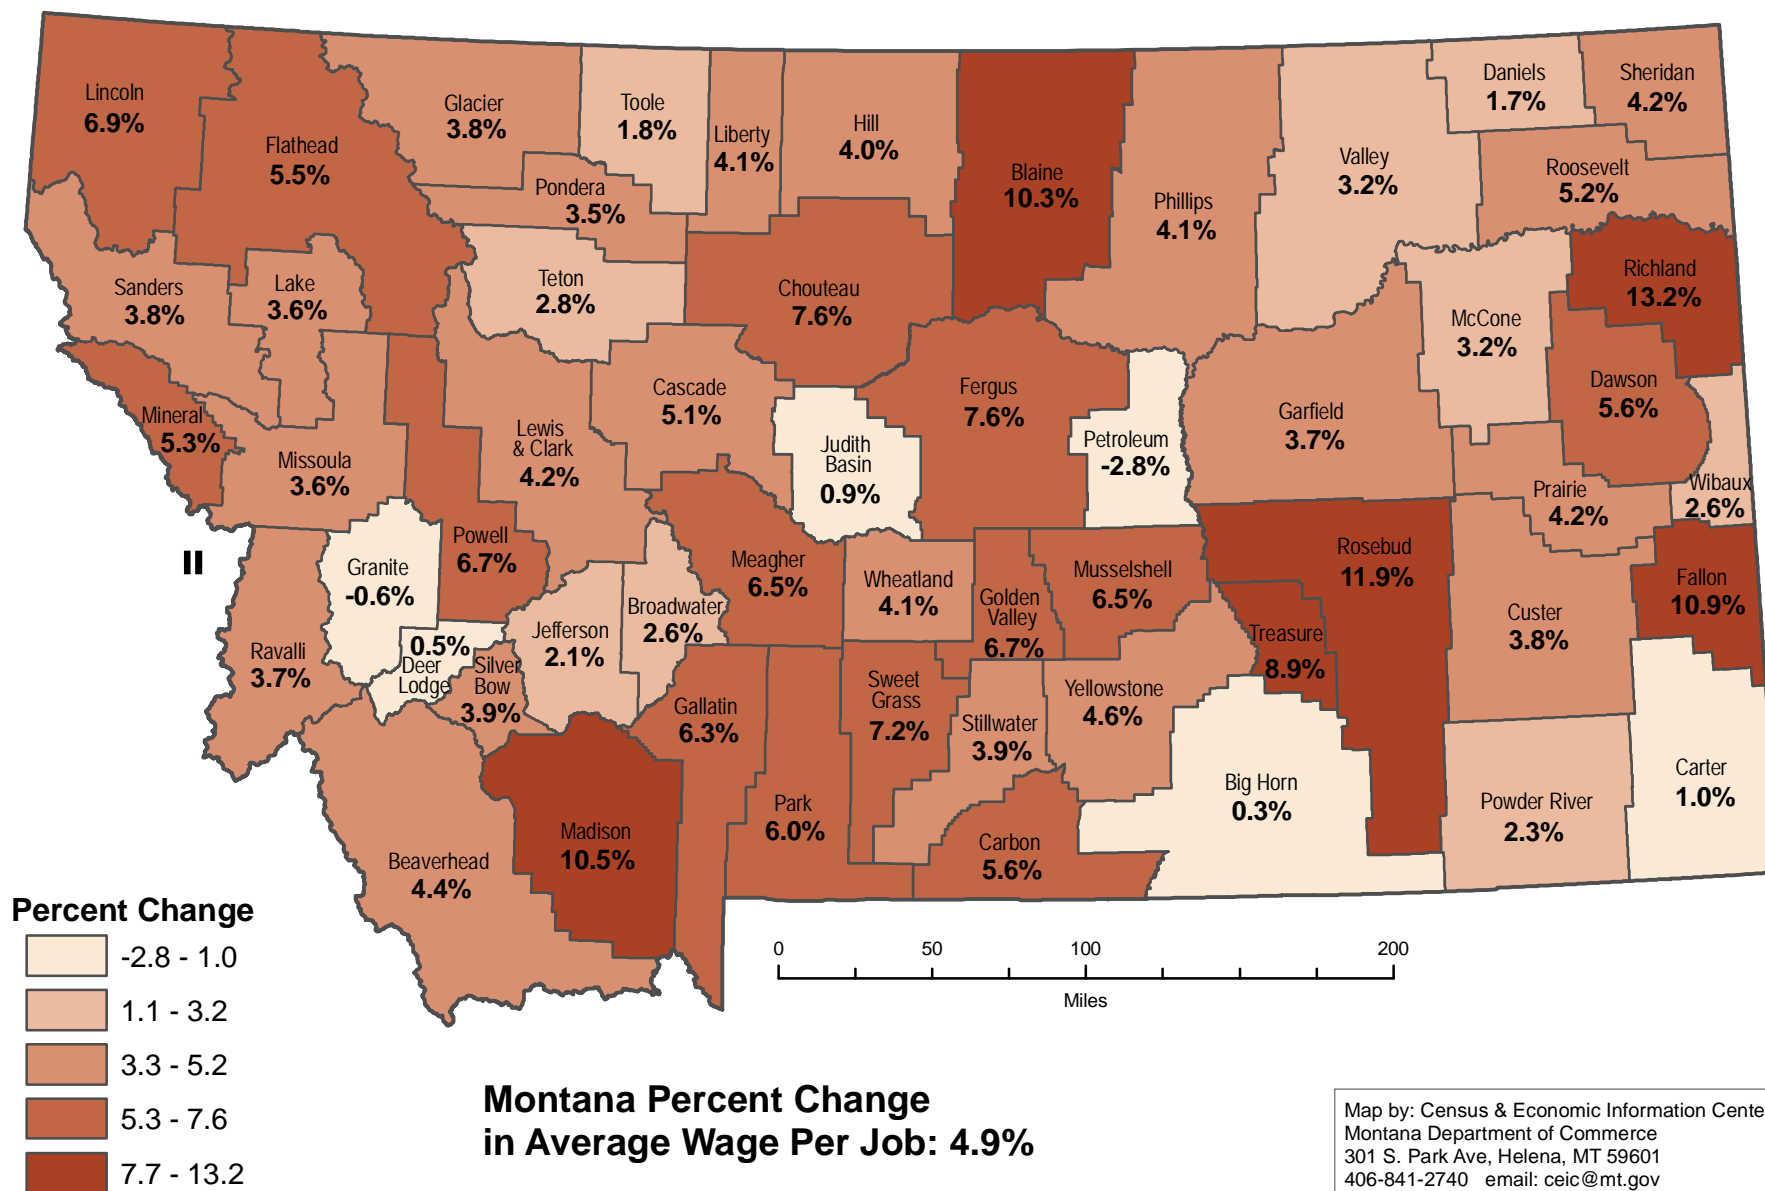 Lincoln
6.9%
Flathead
5.5%
Glacier
3.8%
Toole
1.8%
Liberty
4.1%
Hill
4.0%
Blaine
10.3%
Phillips
4.1%
Valley
3.2%
Daniels
1.7%
Sheridan
4.2%
Roosevelt
5.2%
Pondera
3.5%
Teton
2.8%
Chouteau
7.6%
Sanders
3.8%
Lake
3.6%
Richland
13.2%
McCone
3.2%
Dawson
5.6%
Mineral
5.3%
Missoula
3.6%
Lewis
& Clark
4.2%
Cascade
5.1%
Judith
Basin
0.9%
Fergus
7.6%
Petroleum
-2.8%
Garfield
3.7%
Prairie
4.2%
Wibaux
2.6%
II
Granite
-0.6%
Powell
6.7%
Meagher
6.5%
Wheatland
4.1%
Golden
Valley
6.7%
Musselshell
6.5%
Rosebud
11.9%
Custer
3.8%
Fallon
10.9%
Ravalli
3.7%
0.5%
Deer
Lodge
Silver
Bow
3.9%
Jefferson
2.1%
Broadwater
2.6%
Gallatin
6.3%
Sweet
Grass
7.2%
Stillwater
3.9%
Yellowstone
4.6%
Treasure
8.9%
Beaverhead
4.4%
Madison
10.5%
Park
6.0%
Carbon
5.6%
Big Horn
0.3%
Powder River
2.3%
Carter
1.0%
Percent Change
-2.8 - 1.0
1.1 - 3.2
3.3 - 5.2
5.3 - 7.6
7.7 - 13.2
0 50 100 200
Miles
Montana Percent Change
in Average Wage Per Job: 4.9%
Map by: Census & Economic Information Cente
Montana Department of Commerce
301 S. Park Ave, Helena, MT 59601
406-841-2740 email: ceic@mt.gov